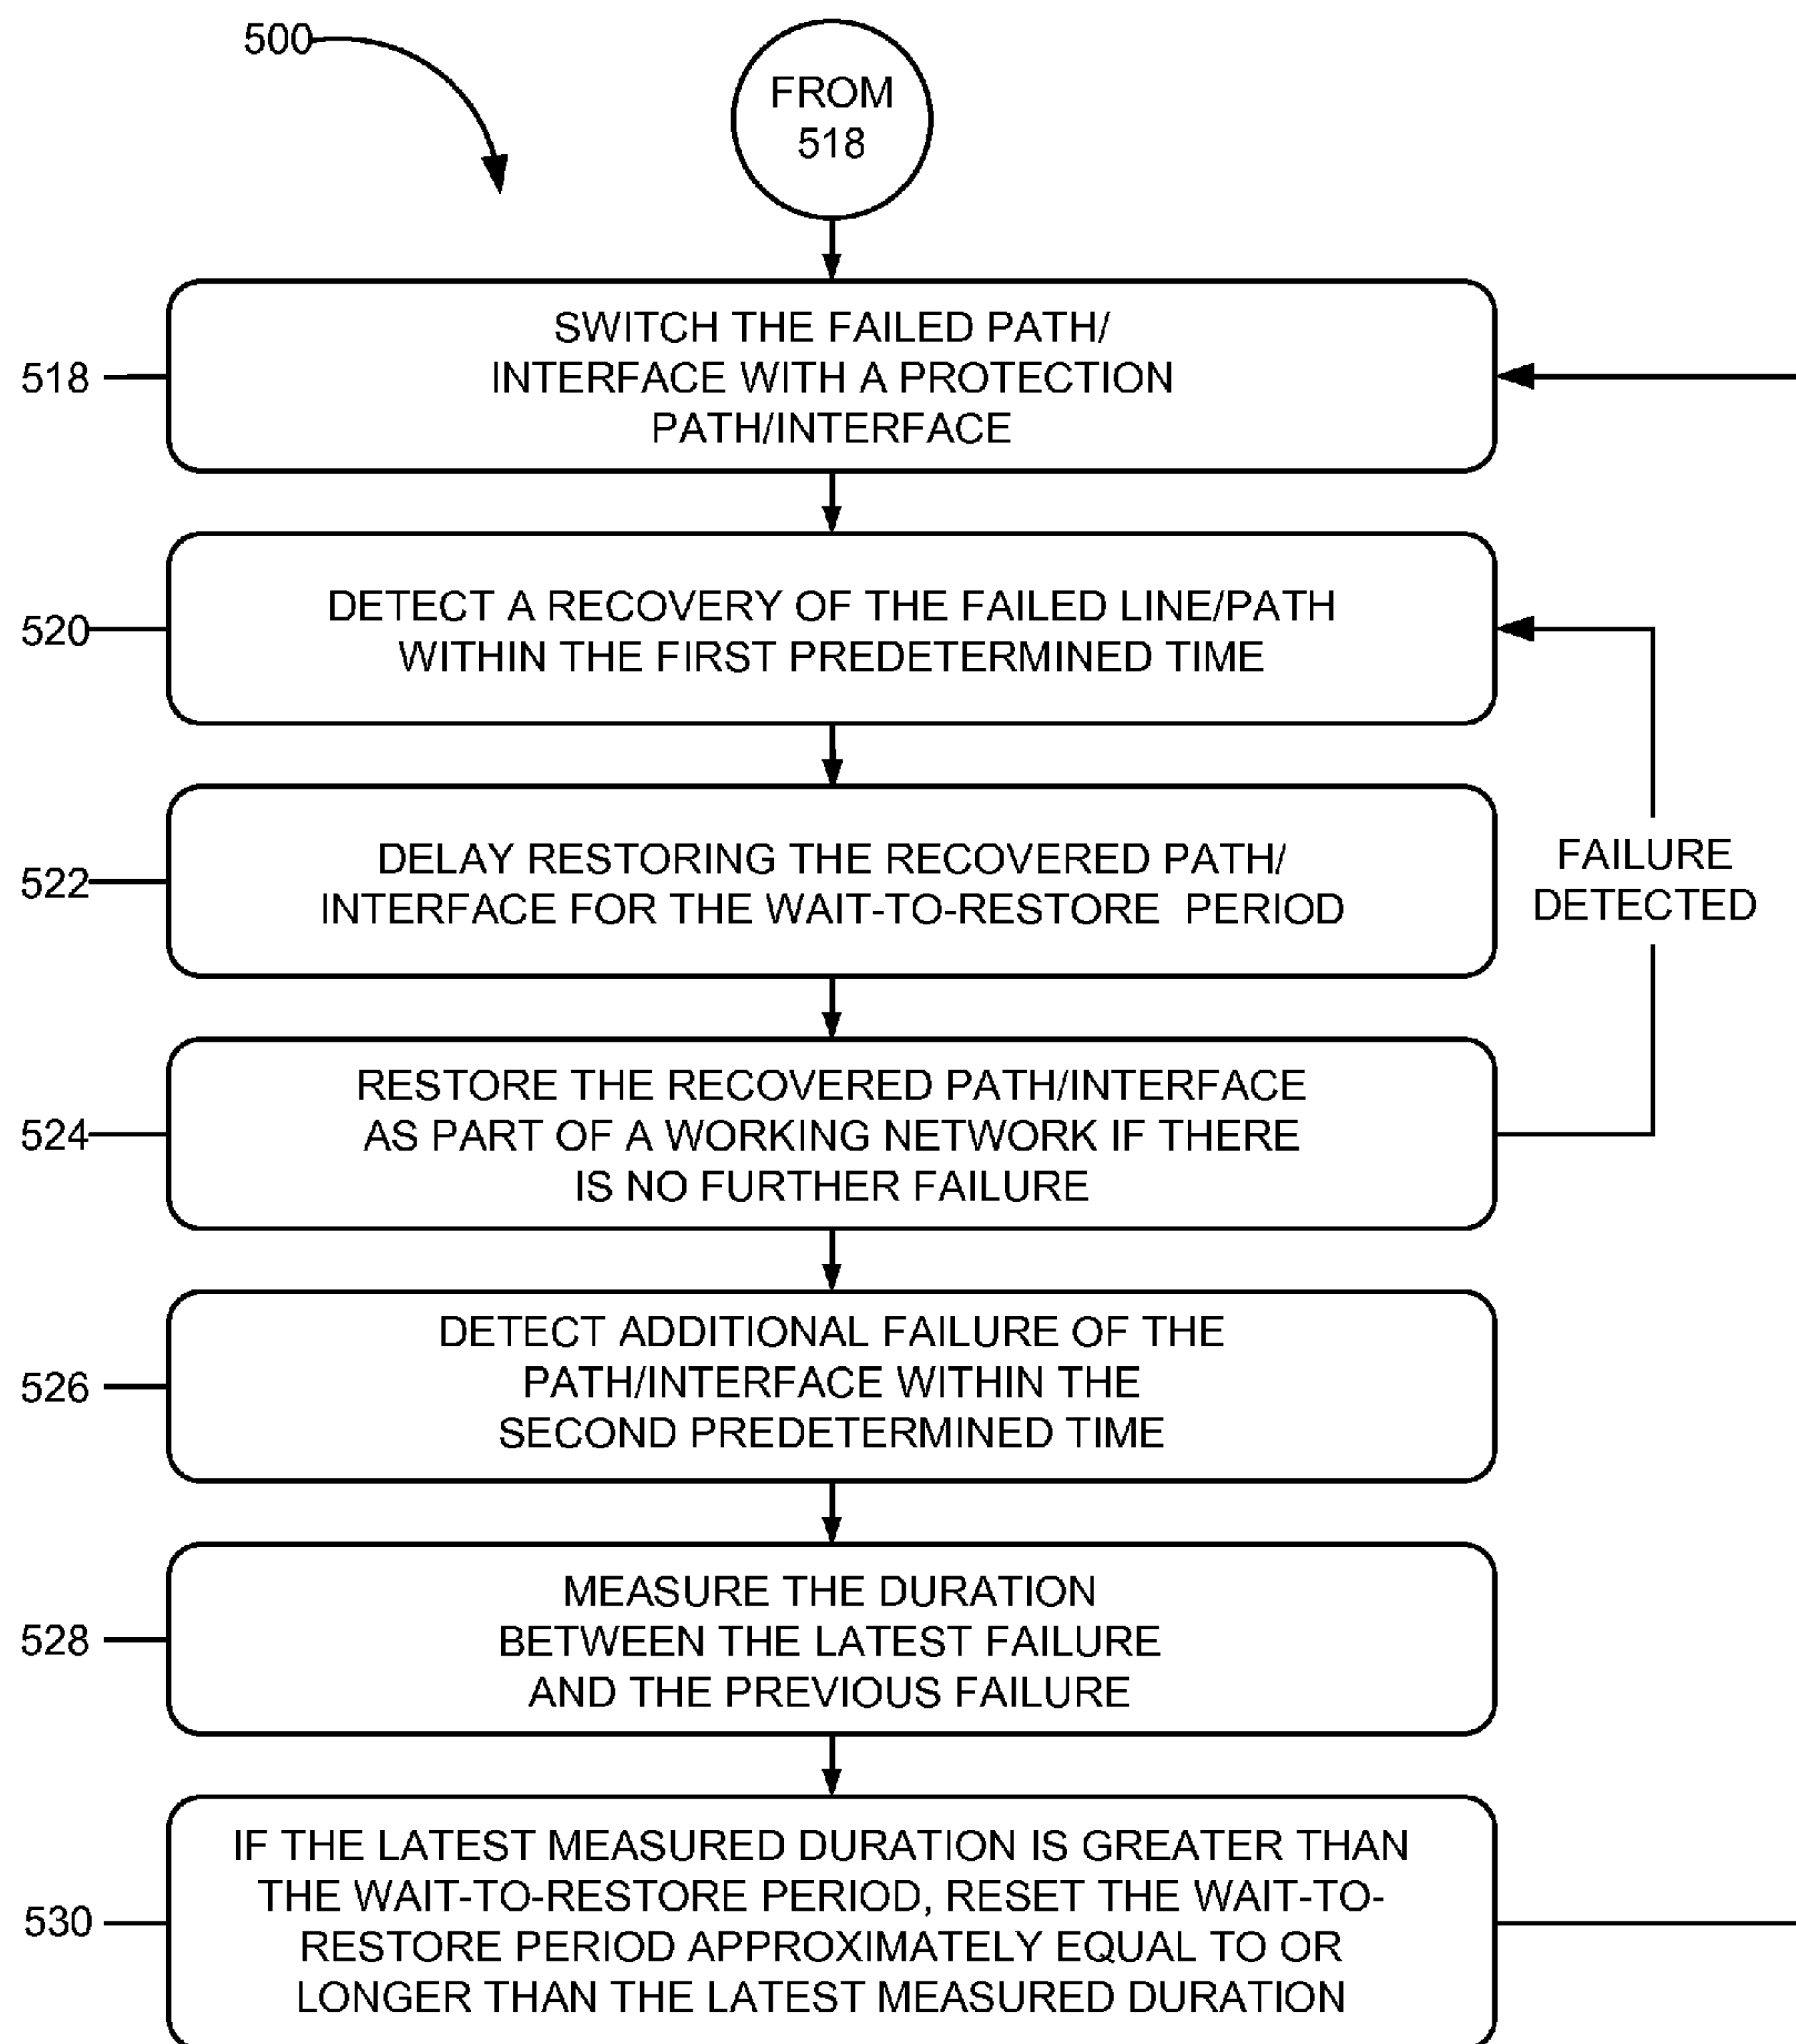 500
FROM
518
518
SWITCH THE FAILED PATH/
INTERFACE WITH A PROTECTION
PATH/INTERFACE
520
DETECT A RECOVERY OF THE FAILED LINE/PATH
WITHIN THE FIRST PREDETERMINED TIME
522
DELAY RESTORING THE RECOVERED PATH/
INTERFACE FOR THE WAIT-TO-RESTORE PERIOD
FAILURE
DETECTED
524
RESTORE THE RECOVERED PATH/INTERFACE
AS PART OF A WORKING NETWORK IF THERE
IS NO FURTHER FAILURE
526
DETECT ADDITIONAL FAILURE OF THE
PATH/INTERFACE WITHIN THE
SECOND PREDETERMINED TIME
528
MEASURE THE DURATION
BETWEEN THE LATEST FAILURE
AND THE PREVIOUS FAILURE
530
IF THE LATEST MEASURED DURATION IS GREATER THAN
THE WAIT-TO-RESTORE PERIOD, RESET THE WAIT-TO-
RESTORE PERIOD APPROXIMATELY EQUAL TO OR
LONGER THAN THE LATEST MEASURED DURATION